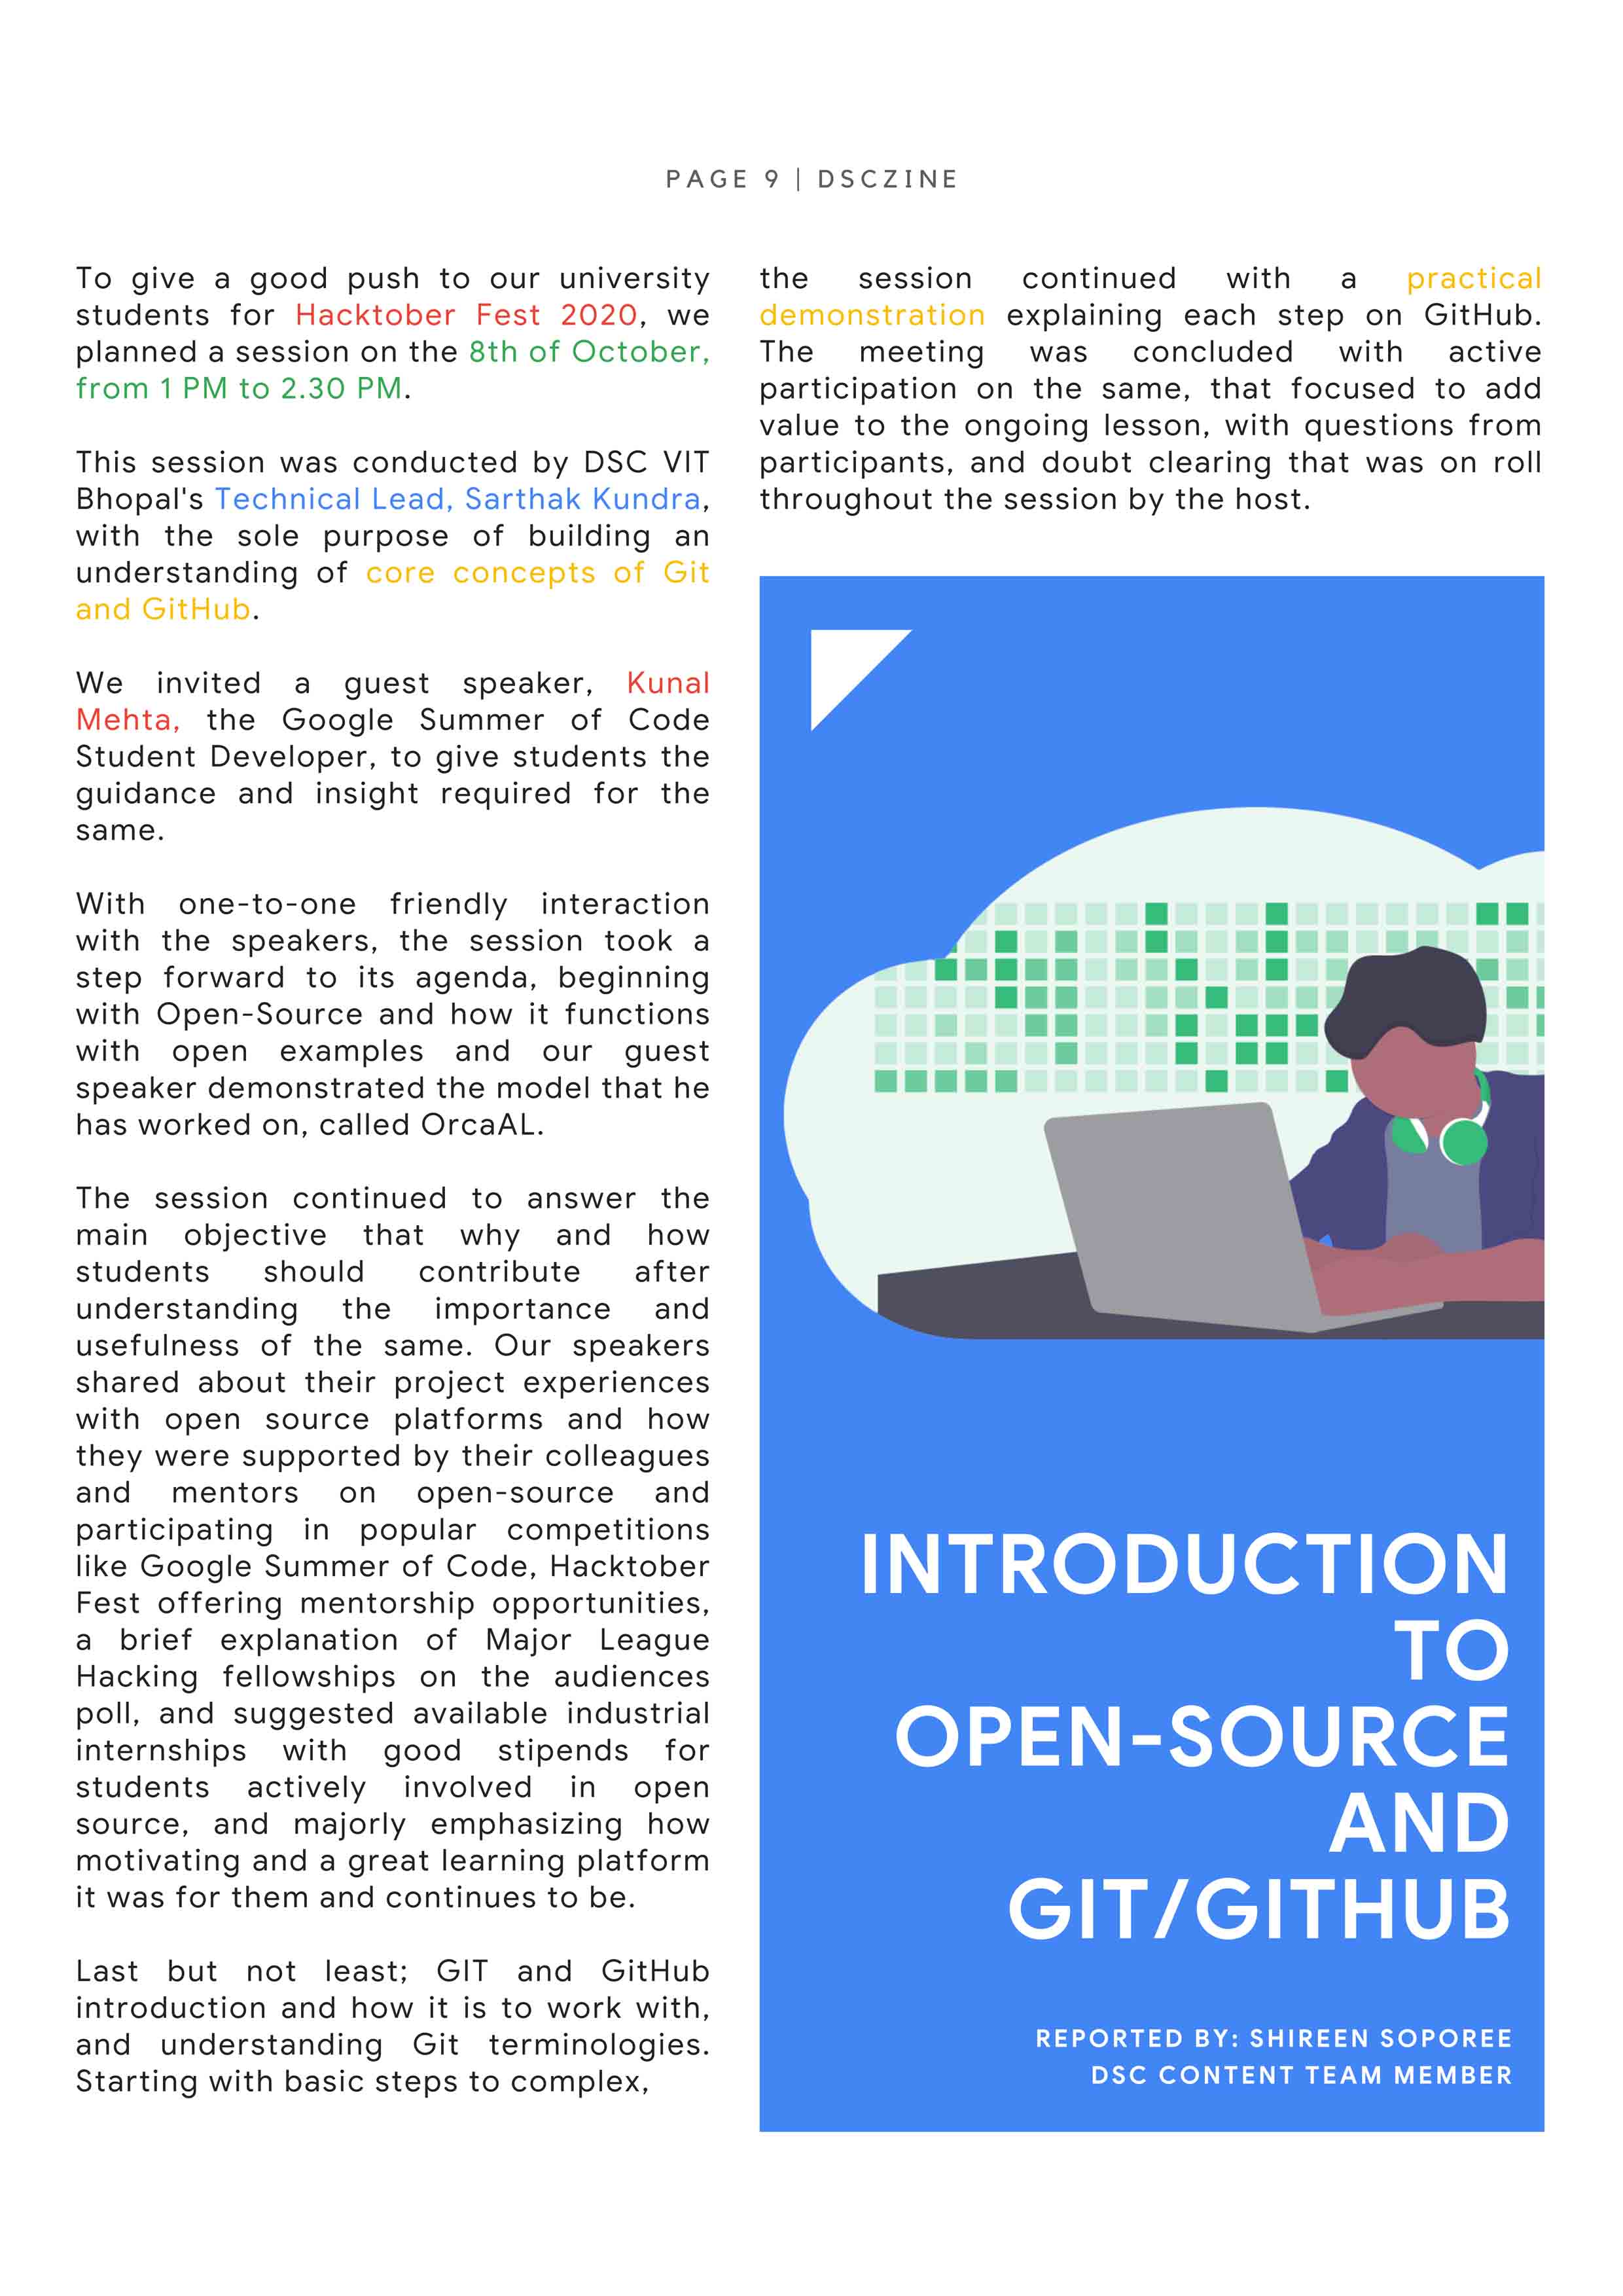 PAGE 9 | DSCZINE
To give a good push to our university
students for Hacktober Fest 2020, we
planned a session on the 8th of October,
from 1 PM to 2.30 PM.
This session was conducted by DSC VIT
Bhopal's Technical Lead, Sarthak Kundra,
with the sole purpose of building an
understanding of core concepts of Git
and GitHub.
We invited a guest speaker, Kunal
Mehta, the Google Summer of Code
Student Developer, to give students the
guidance and insight required for the
same.
With one-to-one friendly interaction
with the speakers, the session took a
step forward to its agenda, beginning
with Open-Source and how it functions
with open examples and our guest
speaker demonstrated the model that he
has worked on, called OrcaAL.
The session continued to answer the
main objective that why and how
students should contribute after
understanding the importance and
usefulness of the same. Our speakers
shared about their project experiences
with open source platforms and how
they were supported by their colleagues
and mentors on open-source and
participating in popular competitions
like Google Summer of Code, Hacktober
Fest offering mentorship opportunities,
a brief explanation of Major League
Hacking fellowships on the audiences
poll, and suggested available industrial
internships with good stipends for
students actively involved in open
source, and majorly emphasizing how
motivating and a great learning platform
it was for them and continues to be.
Last but not least; GIT and GitHub
introduction and how it is to work with,
and understanding Git terminologies.
Starting with basic steps to complex,
the session continued with a practical
demonstration explaining each step on GitHub.
The meeting was concluded with active
participation on the same, that focused to add
value to the ongoing lesson, with questions from
participants, and doubt clearing that was on roll
throughout the session by the host.
INTRODUCTION
TO
OPEN-SOURCE
AND
GIT/GITHUB
REPORTED BY: SHIREEN SOPOREE
DSC CONTENT TEAM MEMBER